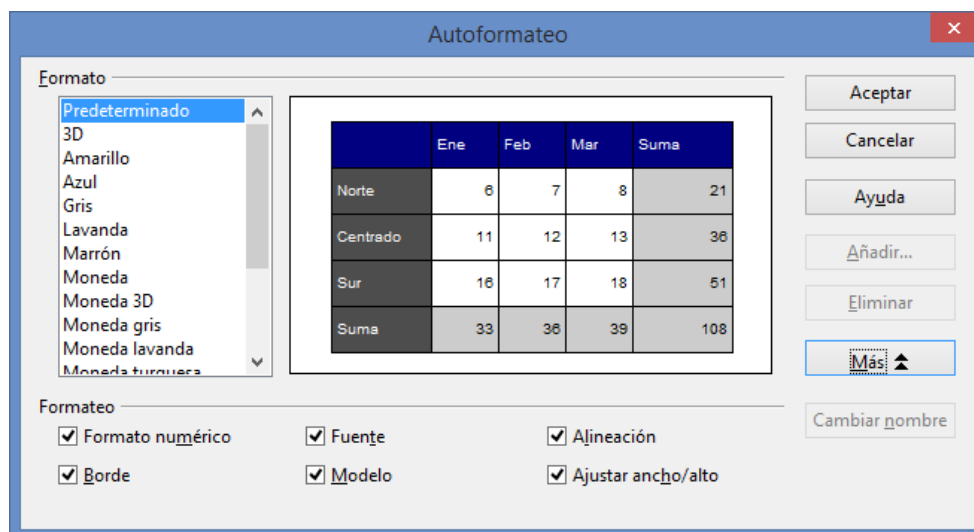 Autoformateo
Formato
Predeterminado
3D
Amarillo
Azul
Gris
Lavanda
Marrón
Moneda
Moneda 3D
Moneda gris
Moneda lavanda
Moneda turquesa
Ene Feb Mar Suma
Norte 6 7 8 21
Centrado 11 12 13 36
Sur 16 17 18 51
Suma 33 36 39 108
Aceptar
Cancelar
Ayuda
Añadir...
Eliminar
Más
Cambiar nombre
Formateo
Formato numérico Fuente Alineación
Borde Modelo Ajustar ancho/alto